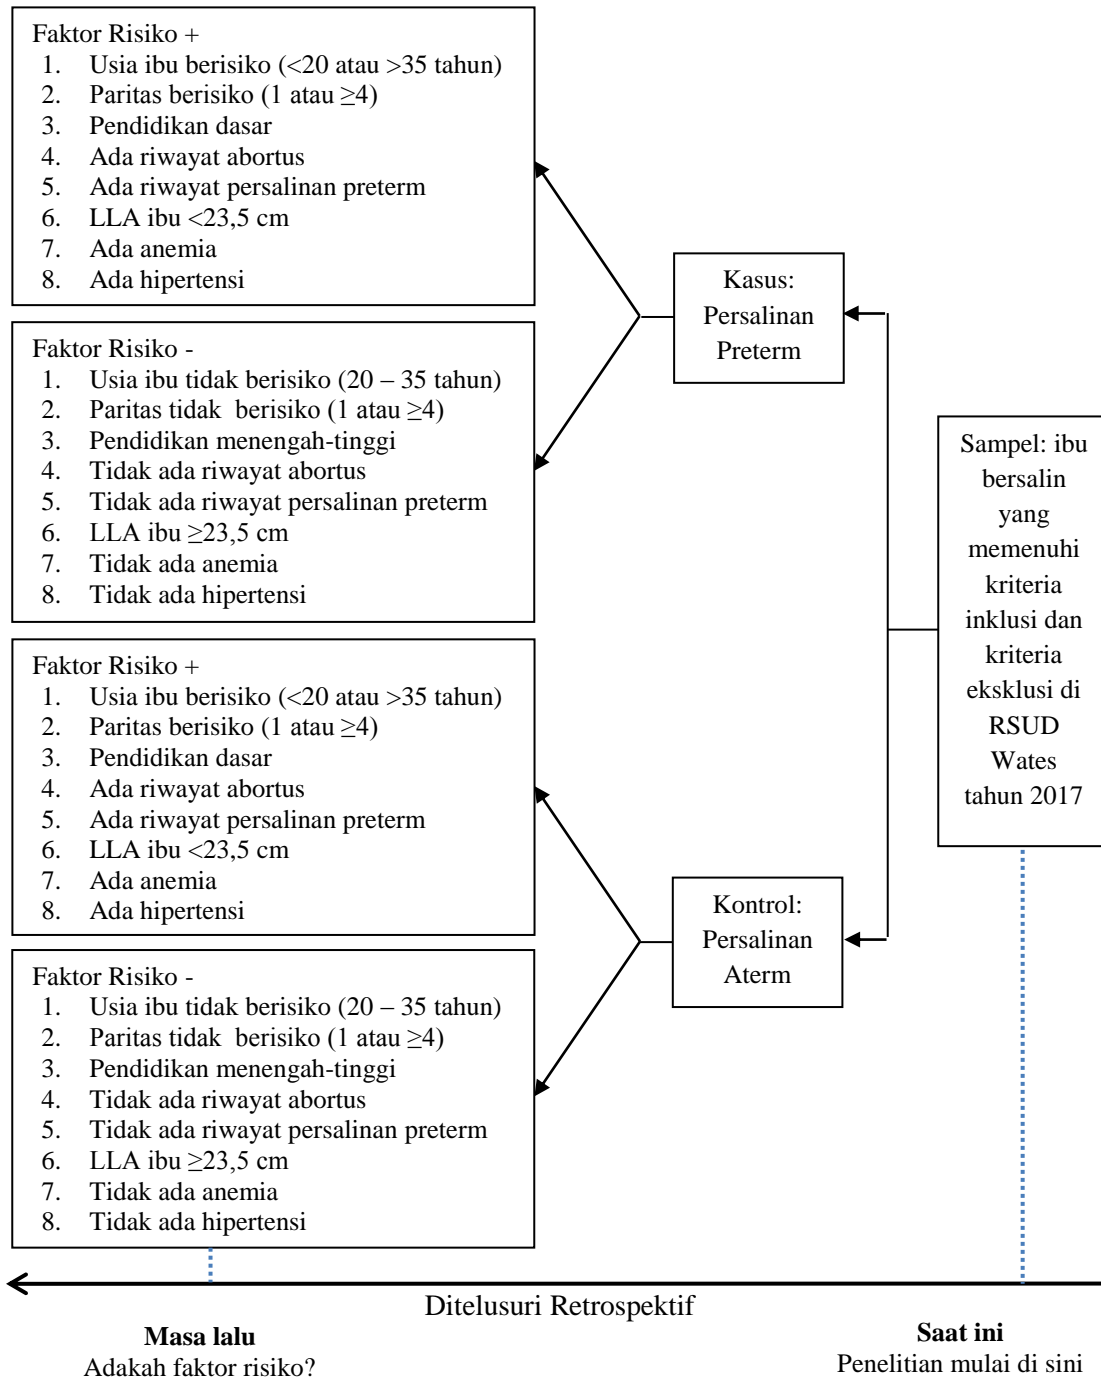 Faktor Risiko +
1. Usia ibu berisiko (<20 atau >35 tahun)
2. Paritas berisiko (1 atau ≥4)
3. Pendidikan dasar
4. Ada riwayat abortus
5. Ada riwayat persalinan preterm
6. LLA ibu <23,5 cm
7. Ada anemia
8. Ada hipertensi
Faktor Risiko -
1. Usia ibu tidak berisiko (20 – 35 tahun)
2. Paritas tidak berisiko (1 atau ≥4)
3. Pendidikan menengah-tinggi
4. Tidak ada riwayat abortus
5. Tidak ada riwayat persalinan preterm
6. LLA ibu ≥23,5 cm
7. Tidak ada anemia
8. Tidak ada hipertensi
Kasus:
Persalinan
Preterm
Faktor Risiko +
1. Usia ibu berisiko (<20 atau >35 tahun)
2. Paritas berisiko (1 atau ≥4)
3. Pendidikan dasar
4. Ada riwayat abortus
5. Ada riwayat persalinan preterm
6. LLA ibu <23,5 cm
7. Ada anemia
8. Ada hipertensi
Faktor Risiko -
1. Usia ibu tidak berisiko (20 – 35 tahun)
2. Paritas tidak berisiko (1 atau ≥4)
3. Pendidikan menengah-tinggi
4. Tidak ada riwayat abortus
5. Tidak ada riwayat persalinan preterm
6. LLA ibu ≥23,5 cm
7. Tidak ada anemia
8. Tidak ada hipertensi
Kontrol:
Persalinan
Aterm
Sampel: ibu
bersalin
yang
memenuhi
kriteria
inklusi dan
kriteria
eksklusi di
RSUD
Wates
tahun 2017
Ditelusuri Retrospektif
Masa lalu
Adakah faktor risiko?
Saat ini
Penelitian mulai di sini